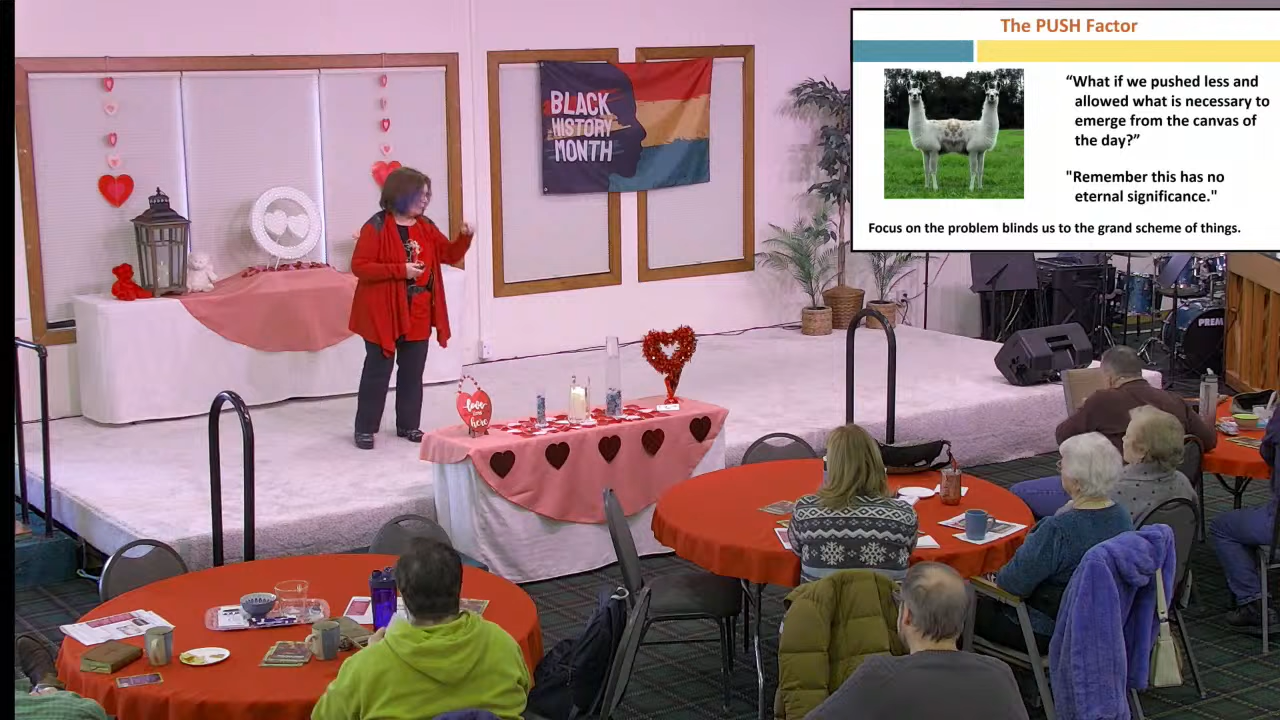 The PUSH Factor
“What if we pushed less and
allowed what is necessary to
emerge from the canvas of
the day?”
"Remember this has no
eternal significance."
Focus on the problem blinds us to the grand scheme of things.
BLACK
HISTORY
MONTH
love
here
PREM